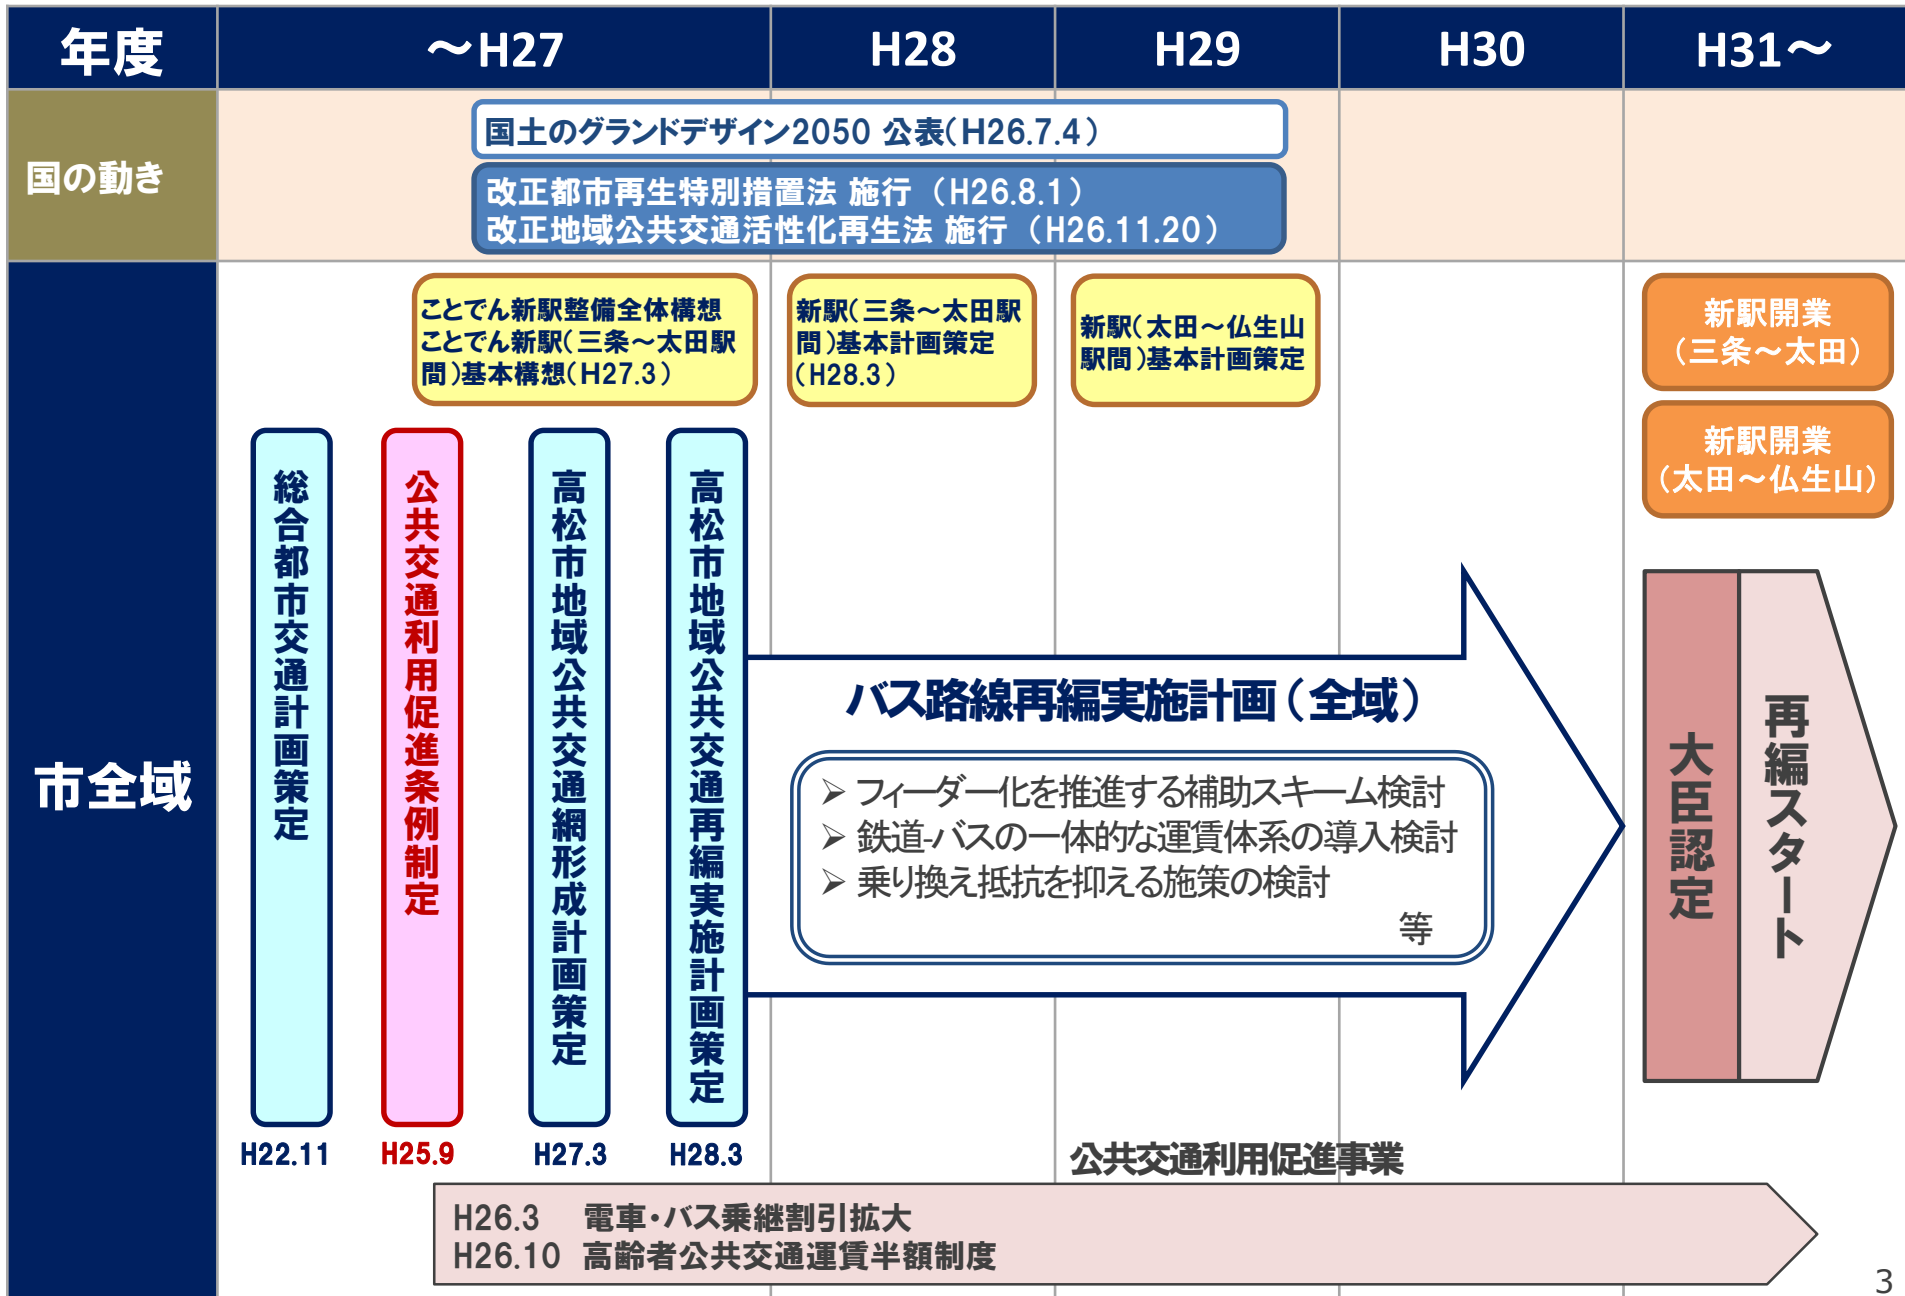 年度
～H27
H28
H29
H30
H31～
国の動き
国土のグランドデザイン2050 公表(H26.7.4)
改正都市再生特別措置法 施行 （H26.8.1）
改正地域公共交通活性化再生法 施行 （H26.11.20）
市全域
ことでん新駅整備全体構想
ことでん新駅(三条～太田駅
間)基本構想(H27.3)
新駅(三条～太田駅
間)基本計画策定
(H28.3)
新駅(太田～仏生山
駅間)基本計画策定
新駅開業
(三条～太田)
新駅開業
(太田～仏生山)
総合都市交通計画策定
H22.11
公共交通利用促進条例制定
H25.9
高松市地域公共交通網形成計画策定
H27.3
高松市地域公共交通再編実施計画策定
H28.3
バス路線再編実施計画(全域)
➢ フィーダー化を推進する補助スキーム検討
➢ 鉄道-バスの一体的な運賃体系の導入検討
➢ 乗り換え抵抗を抑える施策の検討
等
大臣認定
再編スタート
公共交通利用促進事業
H26.3 電車・バス乗継割引拡大
H26.10 高齢者公共交通運賃半額制度
3